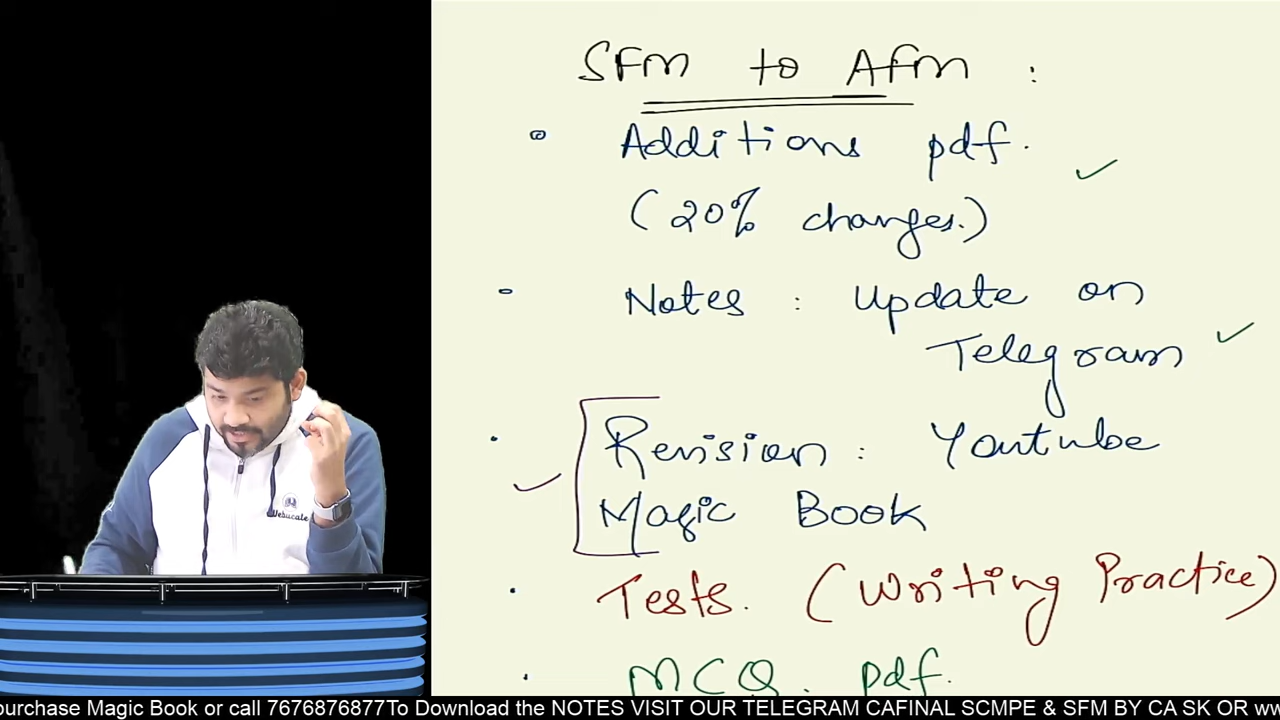 SFM to AFM :
Additions pdf.
(20% changes.)
Notes : Update on
Telegram
Revision : Youtube
Magic Book
Tests. (Writing Practice)
MCQ. pdf.
Vebucate
purchase Magic Book or call 7676876877To Download the NOTES VISIT OUR TELEGRAM CAFINAL SCMPE & SFM BY CA SK OR ww